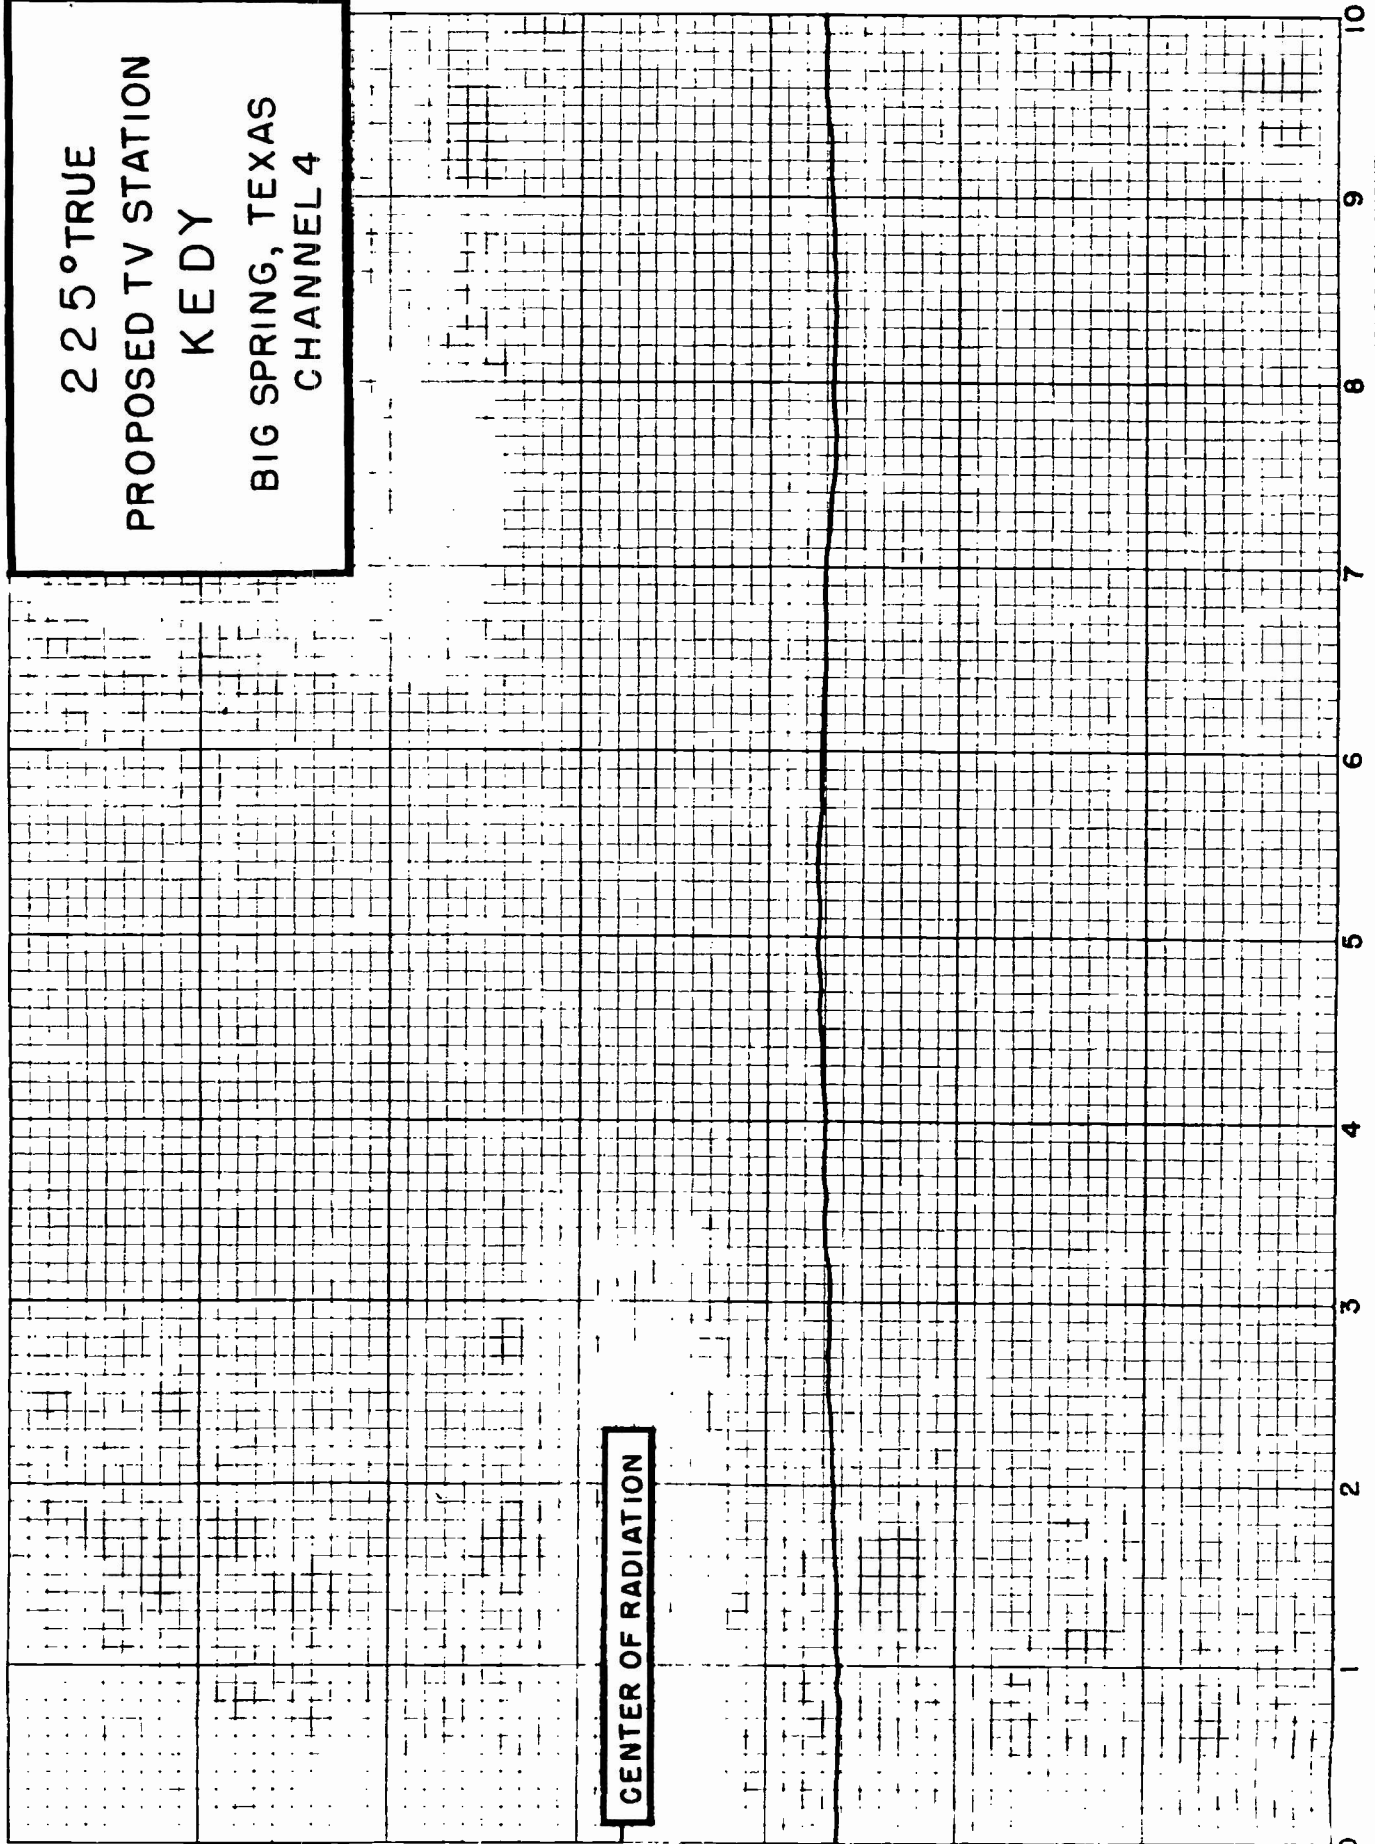 225° TRUE
PROPOSED TV STATION
KEDY
BIG SPRING, TEXAS
CHANNEL 4
CENTER OF RADIATION
0 1 2 3 4 5 6 7 8 9 10